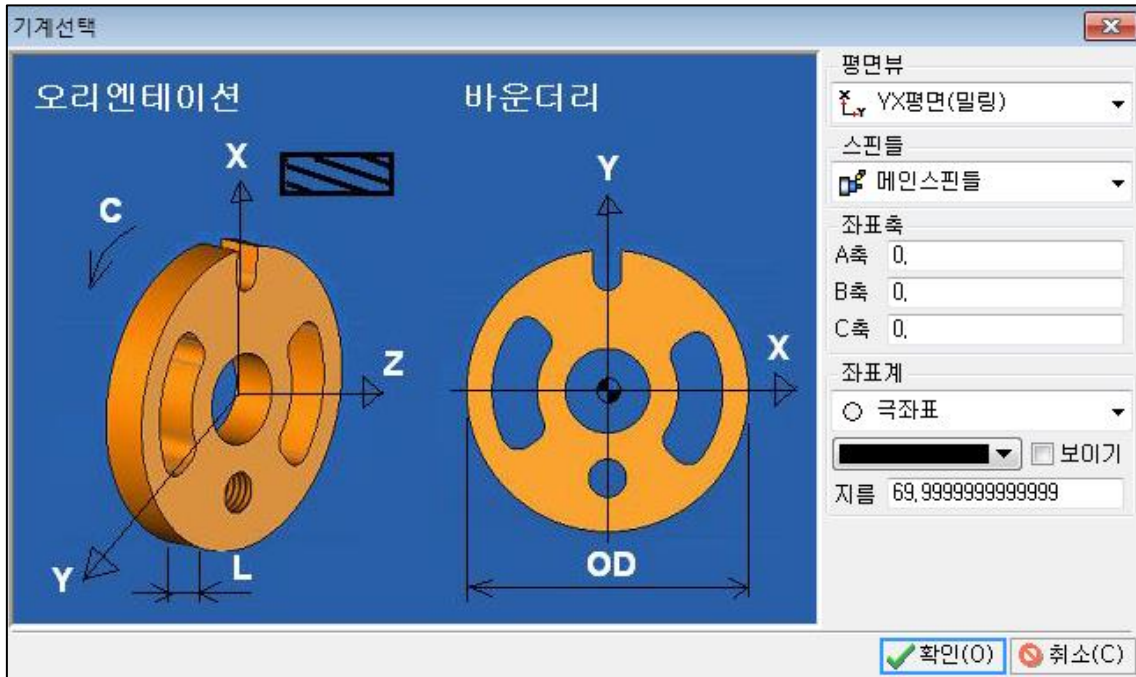 기계선택
오리엔테이션
바운더리
X
C
Z
Y
L
Y
X
OD
평면뷰
YX평면(밀링)
스핀들
메인스핀들
좌표축
A축 0,
B축 0,
C축 0,
좌표계
극좌표
보이기
지름 69,9999999999999
확인(O) 취소(C)